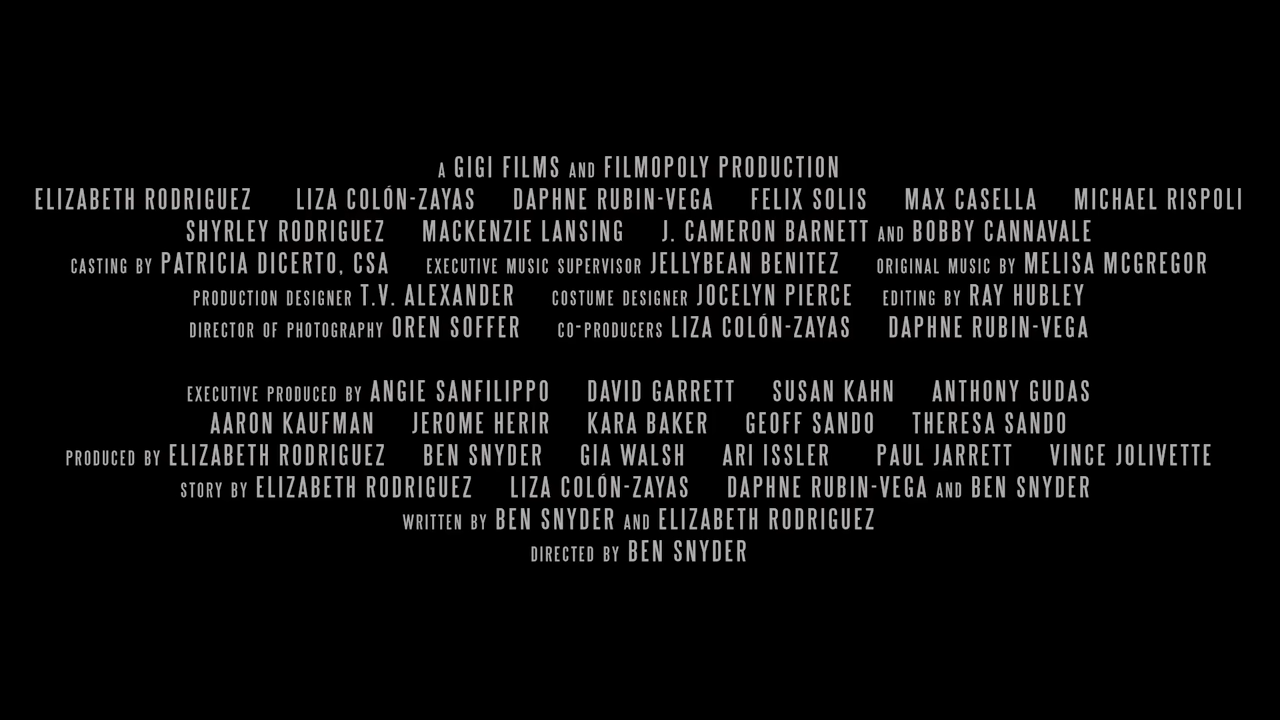 A GIGI FILMS AND FILMOPOLY PRODUCTION
ELIZABETH RODRIGUEZ LIZA COLÓN-ZAYAS DAPHNE RUBIN-VEGA FELIX SOLIS MAX CASELLA MICHAEL RISPOLI
SHYRLEY RODRIGUEZ MACKENZIE LANSING J. CAMERON BARNETT AND BOBBY CANNAVALE
CASTING BY PATRICIA DICERTO, CSA EXECUTIVE MUSIC SUPERVISOR JELLYBEAN BENITEZ ORIGINAL MUSIC BY MELISA MCGREGOR
PRODUCTION DESIGNER T.V. ALEXANDER COSTUME DESIGNER JOCELYN PIERCE EDITING BY RAY HUBLEY
DIRECTOR OF PHOTOGRAPHY OREN SOFFER CO-PRODUCERS LIZA COLÓN-ZAYAS DAPHNE RUBIN-VEGA
EXECUTIVE PRODUCED BY ANGIE SANFILIPPO DAVID GARRETT SUSAN KAHN ANTHONY GUDAS
AARON KAUFMAN JEROME HERIR KARA BAKER GEOFF SANDO THERESA SANDO
PRODUCED BY ELIZABETH RODRIGUEZ BEN SNYDER GIA WALSH ARI ISSLER PAUL JARRETT VINCE JOLIVETTE
STORY BY ELIZABETH RODRIGUEZ LIZA COLÓN-ZAYAS DAPHNE RUBIN-VEGA AND BEN SNYDER
WRITTEN BY BEN SNYDER AND ELIZABETH RODRIGUEZ
DIRECTED BY BEN SNYDER